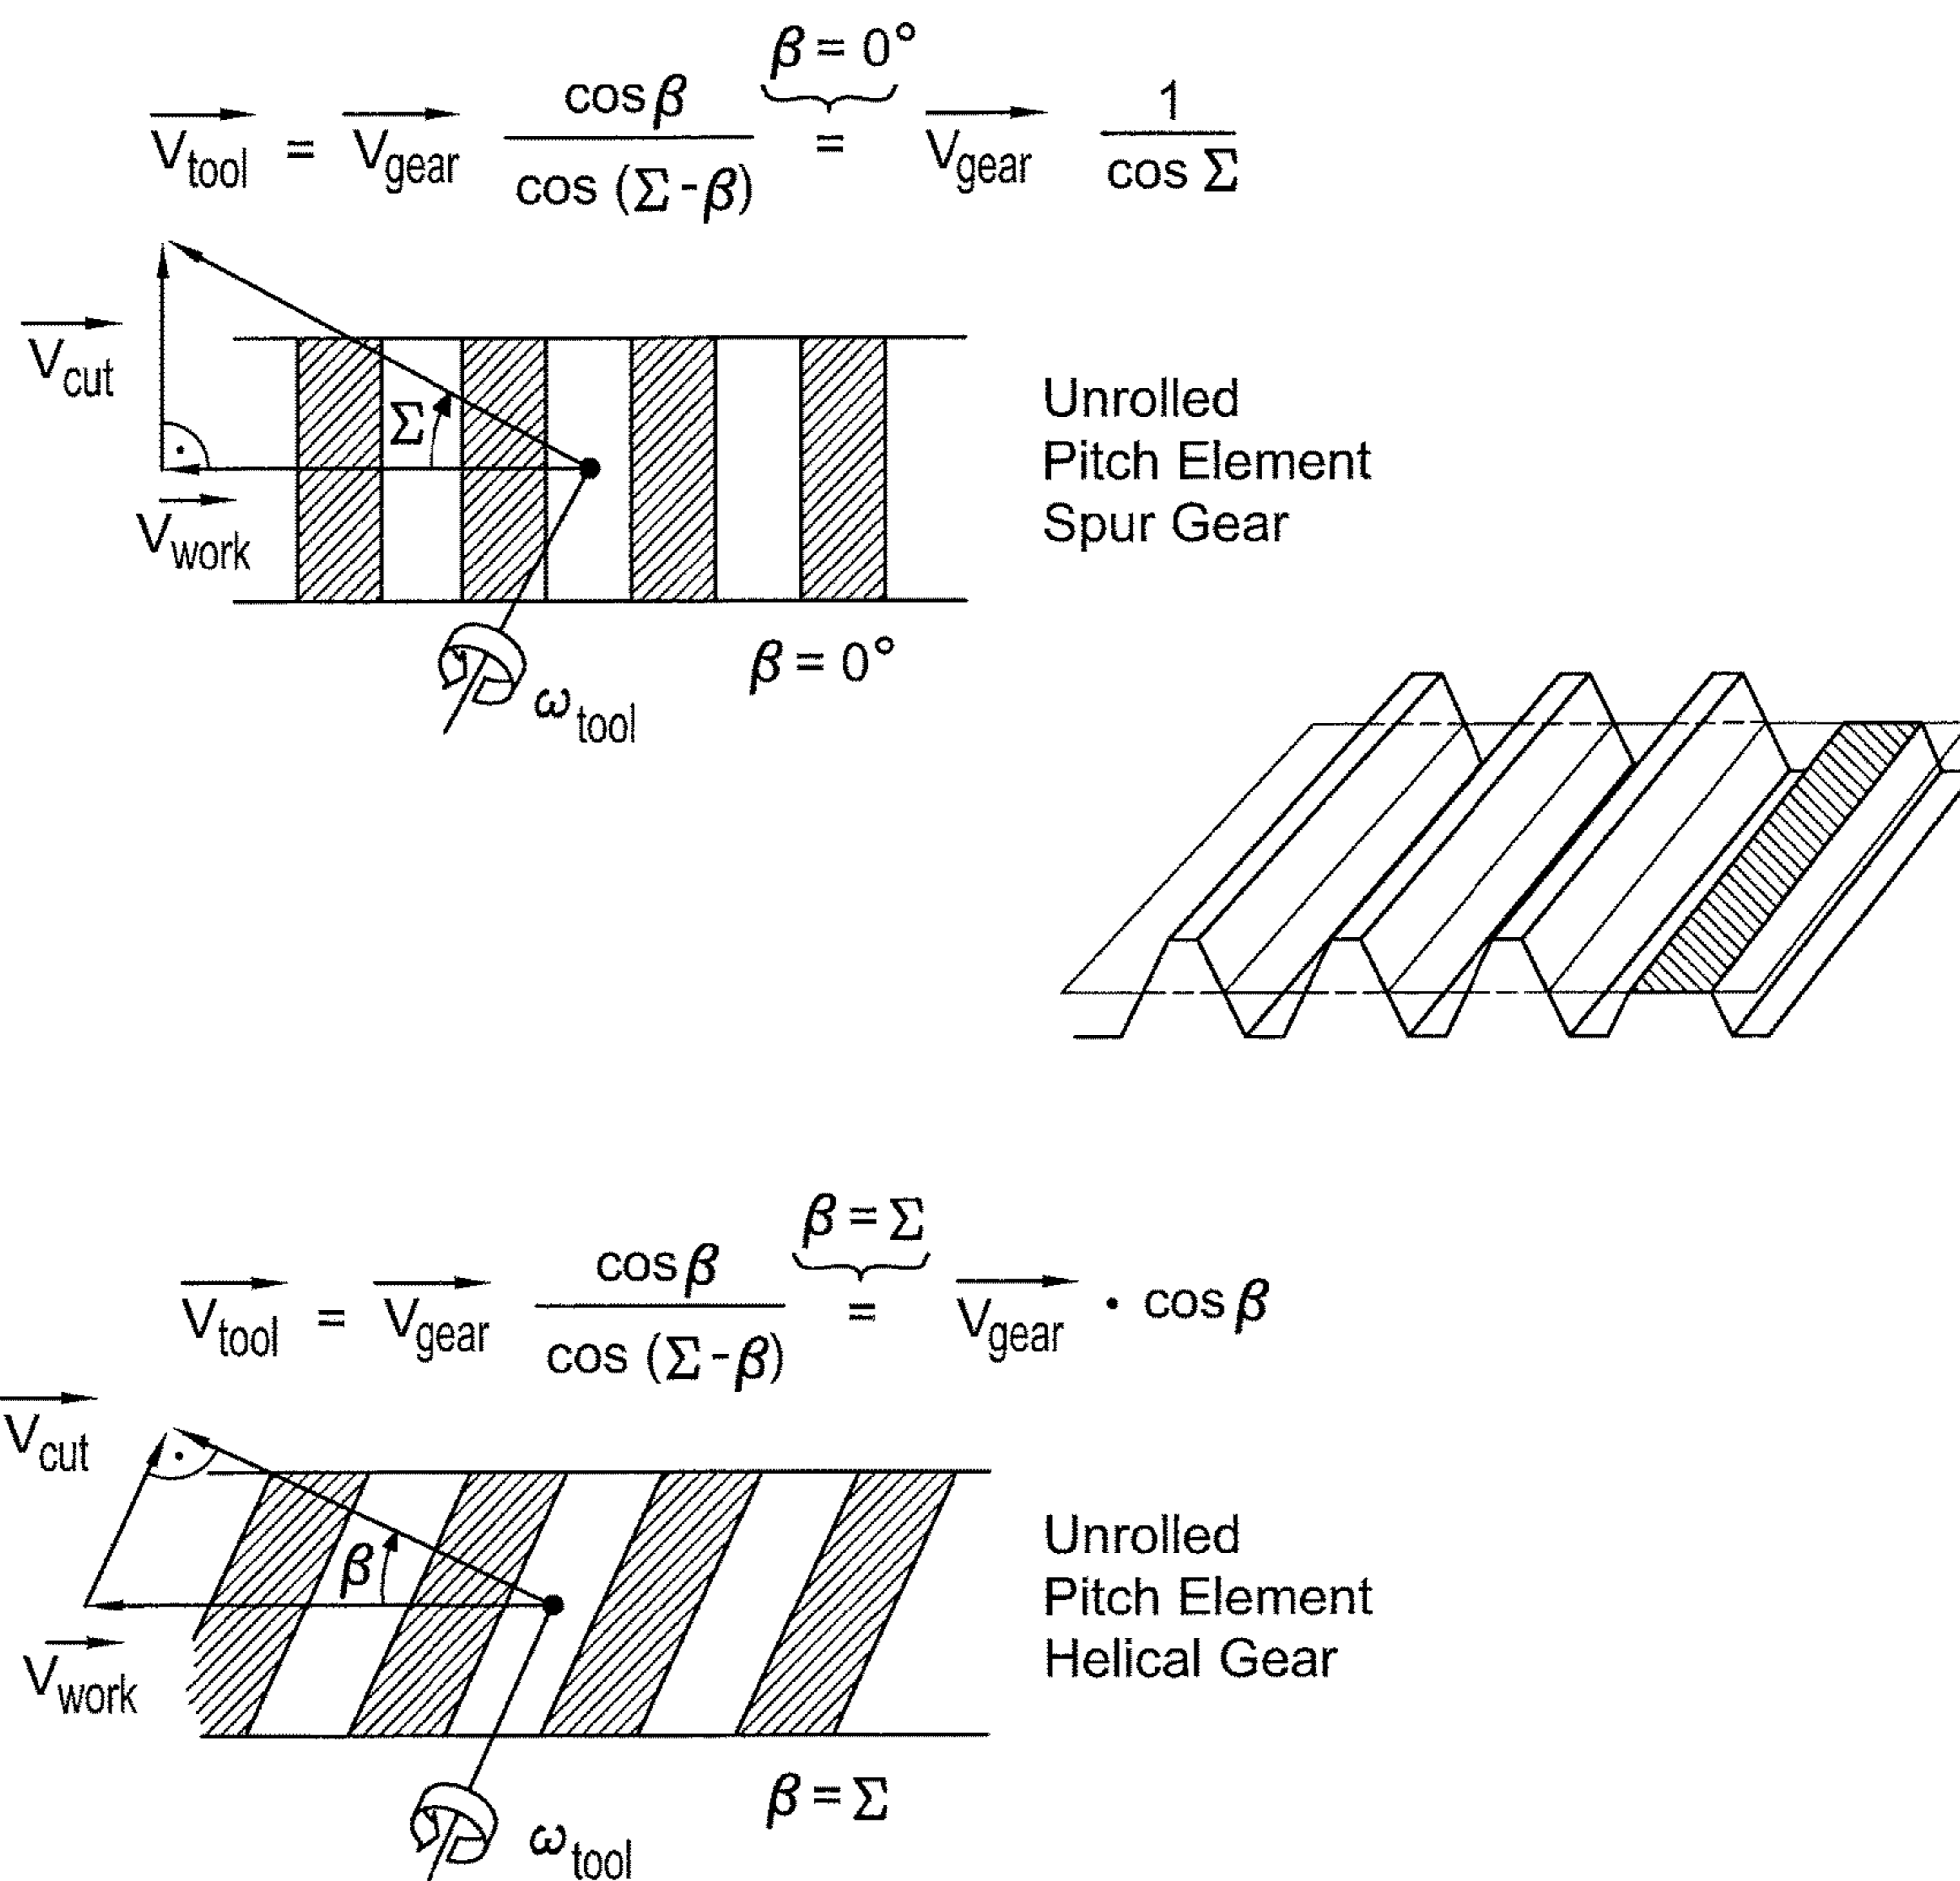 β = 0°
V_tool = V_gear cos β / cos (Σ - β) = V_gear 1 / cos Σ
V_cut
Σ
V_work
Unrolled
Pitch Element
Spur Gear
β = 0°
ω_tool
β = Σ
V_tool = V_gear cos β / cos (Σ - β) = V_gear · cos β
V_cut
β
V_work
Unrolled
Pitch Element
Helical Gear
β = Σ
ω_tool